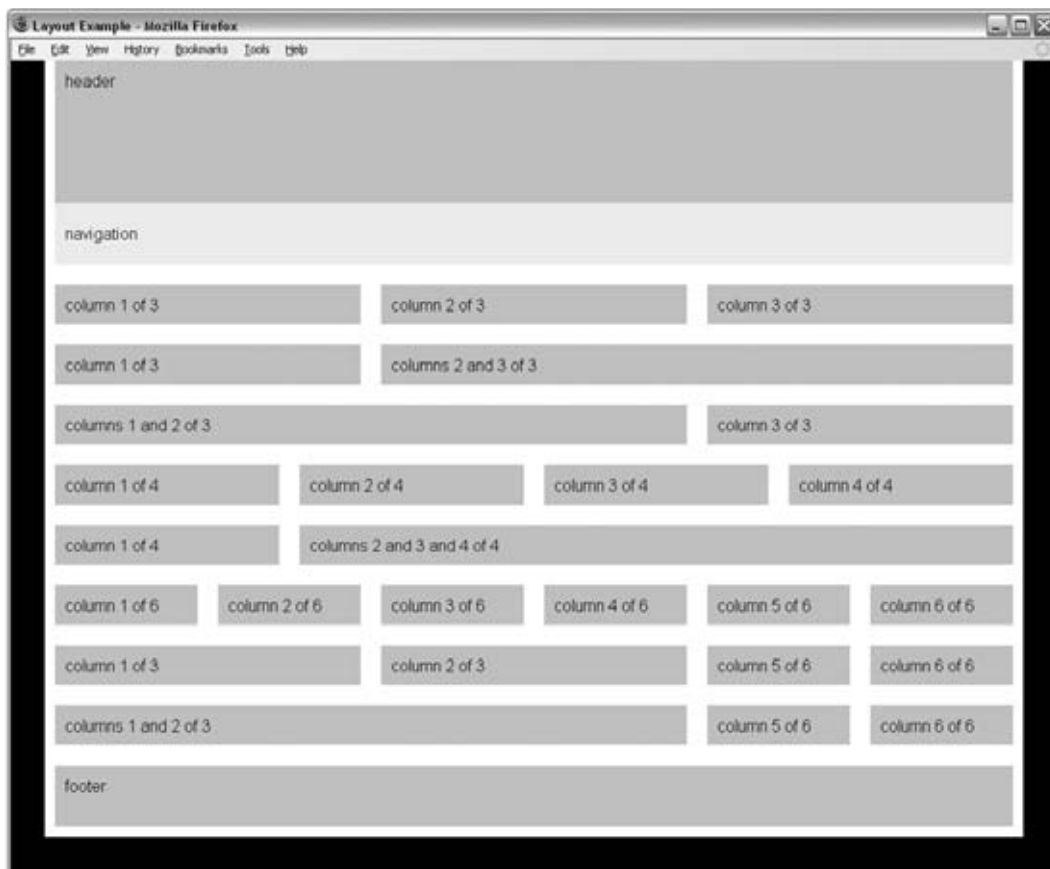 Layout Example - Mozilla Firefox
File Edit View History Bookmarks Tools Help
header
navigation
column 1 of 3 column 2 of 3 column 3 of 3
column 1 of 3 columns 2 and 3 of 3
columns 1 and 2 of 3 column 3 of 3
column 1 of 4 column 2 of 4 column 3 of 4 column 4 of 4
column 1 of 4 columns 2 and 3 and 4 of 4
column 1 of 6 column 2 of 6 column 3 of 6 column 4 of 6 column 5 of 6 column 6 of 6
column 1 of 3 column 2 of 3 column 5 of 6 column 6 of 6
columns 1 and 2 of 3 column 5 of 6 column 6 of 6
footer